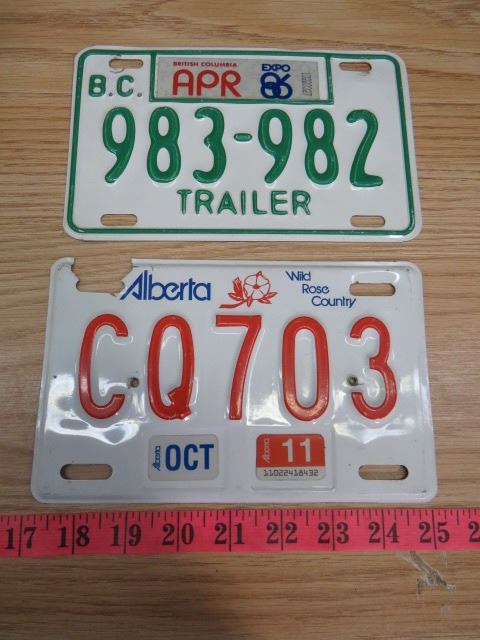 BRITISH COLUMBIA
B.C. APR EXPO 86
983-982
TRAILER
Alberta Wild
Rose
Country
CQ703
Alberta OCT Alberta 11
11022418432
17 18 19 20 21 22 23 24 25